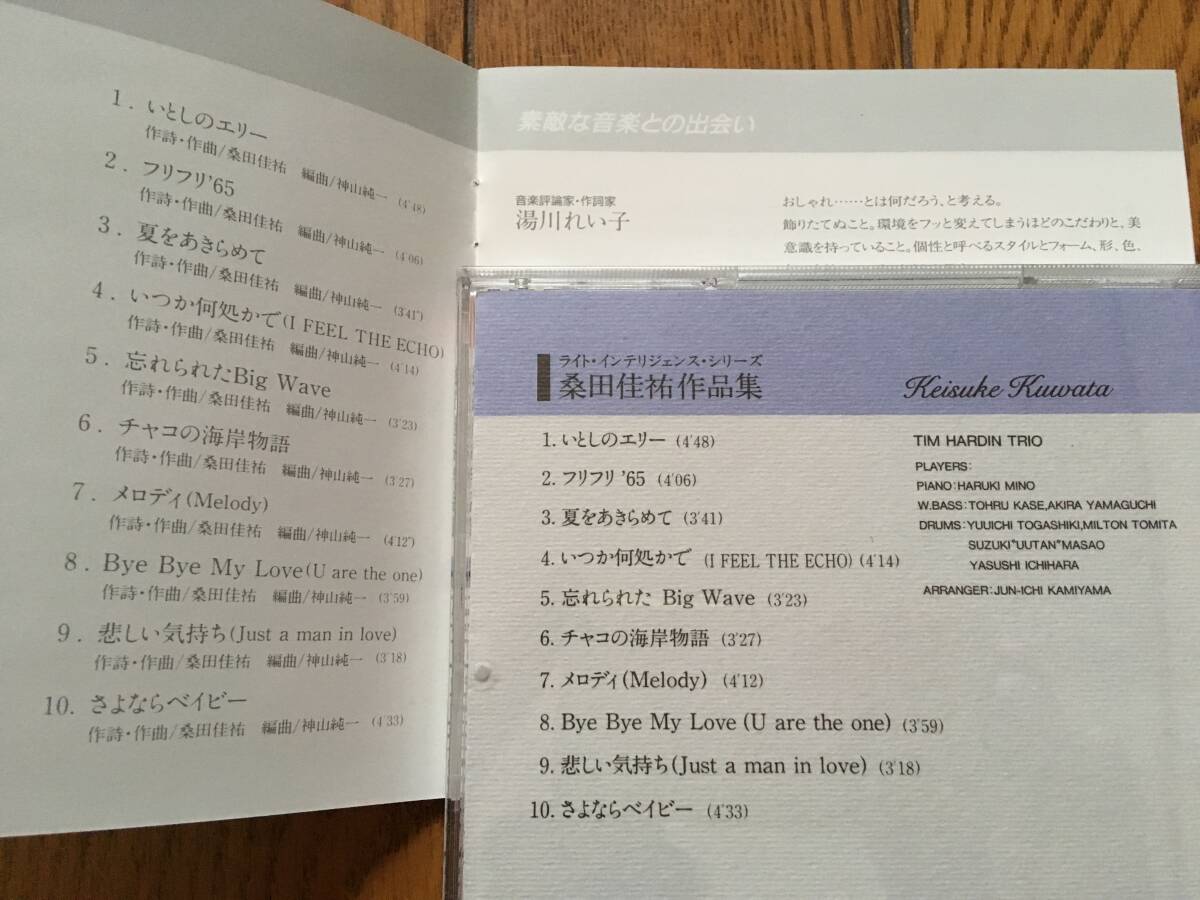 1. いとしのエリー
作詩・作曲/桑田佳祐 編曲/神山純一 (4'48)
2. フリフリ'65
作詩・作曲/桑田佳祐 編曲/神山純一 (4'06)
3. 夏をあきらめて
作詩・作曲/桑田佳祐 編曲/神山純一 (3'41")
4. いつか何処かで(I FEEL THE ECHO)
作詩・作曲/桑田佳祐 編曲/神山純一 (4'14)
5. 忘れられたBig Wave
作詩・作曲/桑田佳祐 編曲/神山純一 (3'23)
6. チャコの海岸物語
作詩・作曲/桑田佳祐 編曲/神山純一 (3'27)
7. メロディ(Melody)
作詩・作曲/桑田佳祐 編曲/神山純一 (4'12")
8. Bye Bye My Love(U are the one)
作詩・作曲/桑田佳祐 編曲/神山純一 (3'59)
9. 悲しい気持ち(Just a man in love)
作詩・作曲/桑田佳祐 編曲/神山純一 (3'18)
10. さよならベイビー
作詩・作曲/桑田佳祐 編曲/神山純一 (4'33)
素敵な音楽との出会い
音楽評論家・作詞家
湯川れい子
おしゃれ……とは何だろう、と考える。
飾りたてぬこと。環境をフッと変えてしまうほどのこだわりと、美
意識を持っていること。個性と呼べるスタイルとフォーム、形、色、
ライト・インテリジェンス・シリーズ
桑田佳祐作品集
Keisuke Kuwata
1. いとしのエリー (4'48)
2. フリフリ '65 (4'06)
3. 夏をあきらめて (3'41)
4. いつか何処かで (I FEEL THE ECHO) (4'14)
5. 忘れられた Big Wave (3'23)
6. チャコの海岸物語 (3'27)
7. メロディ(Melody) (4'12)
8. Bye Bye My Love (U are the one) (3'59)
9. 悲しい気持ち(Just a man in love) (3'18)
10. さよならベイビー (4'33)
TIM HARDIN TRIO
PLAYERS:
PIANO:HARUKI MINO
W.BASS:TOHRU KASE,AKIRA YAMAGUCHI
DRUMS:YUUICHI TOGASHIKI,MILTON TOMITA
SUZUKI"UUTAN"MASAO
YASUSHI ICHIHARA
ARRANGER:JUN-ICHI KAMIYAMA